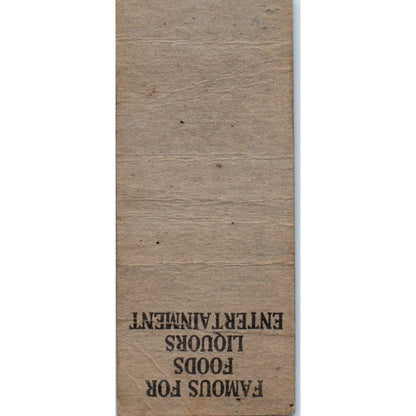 FAMOUS FOR
FOODS
LIQUORS
ENTERTAINMENT